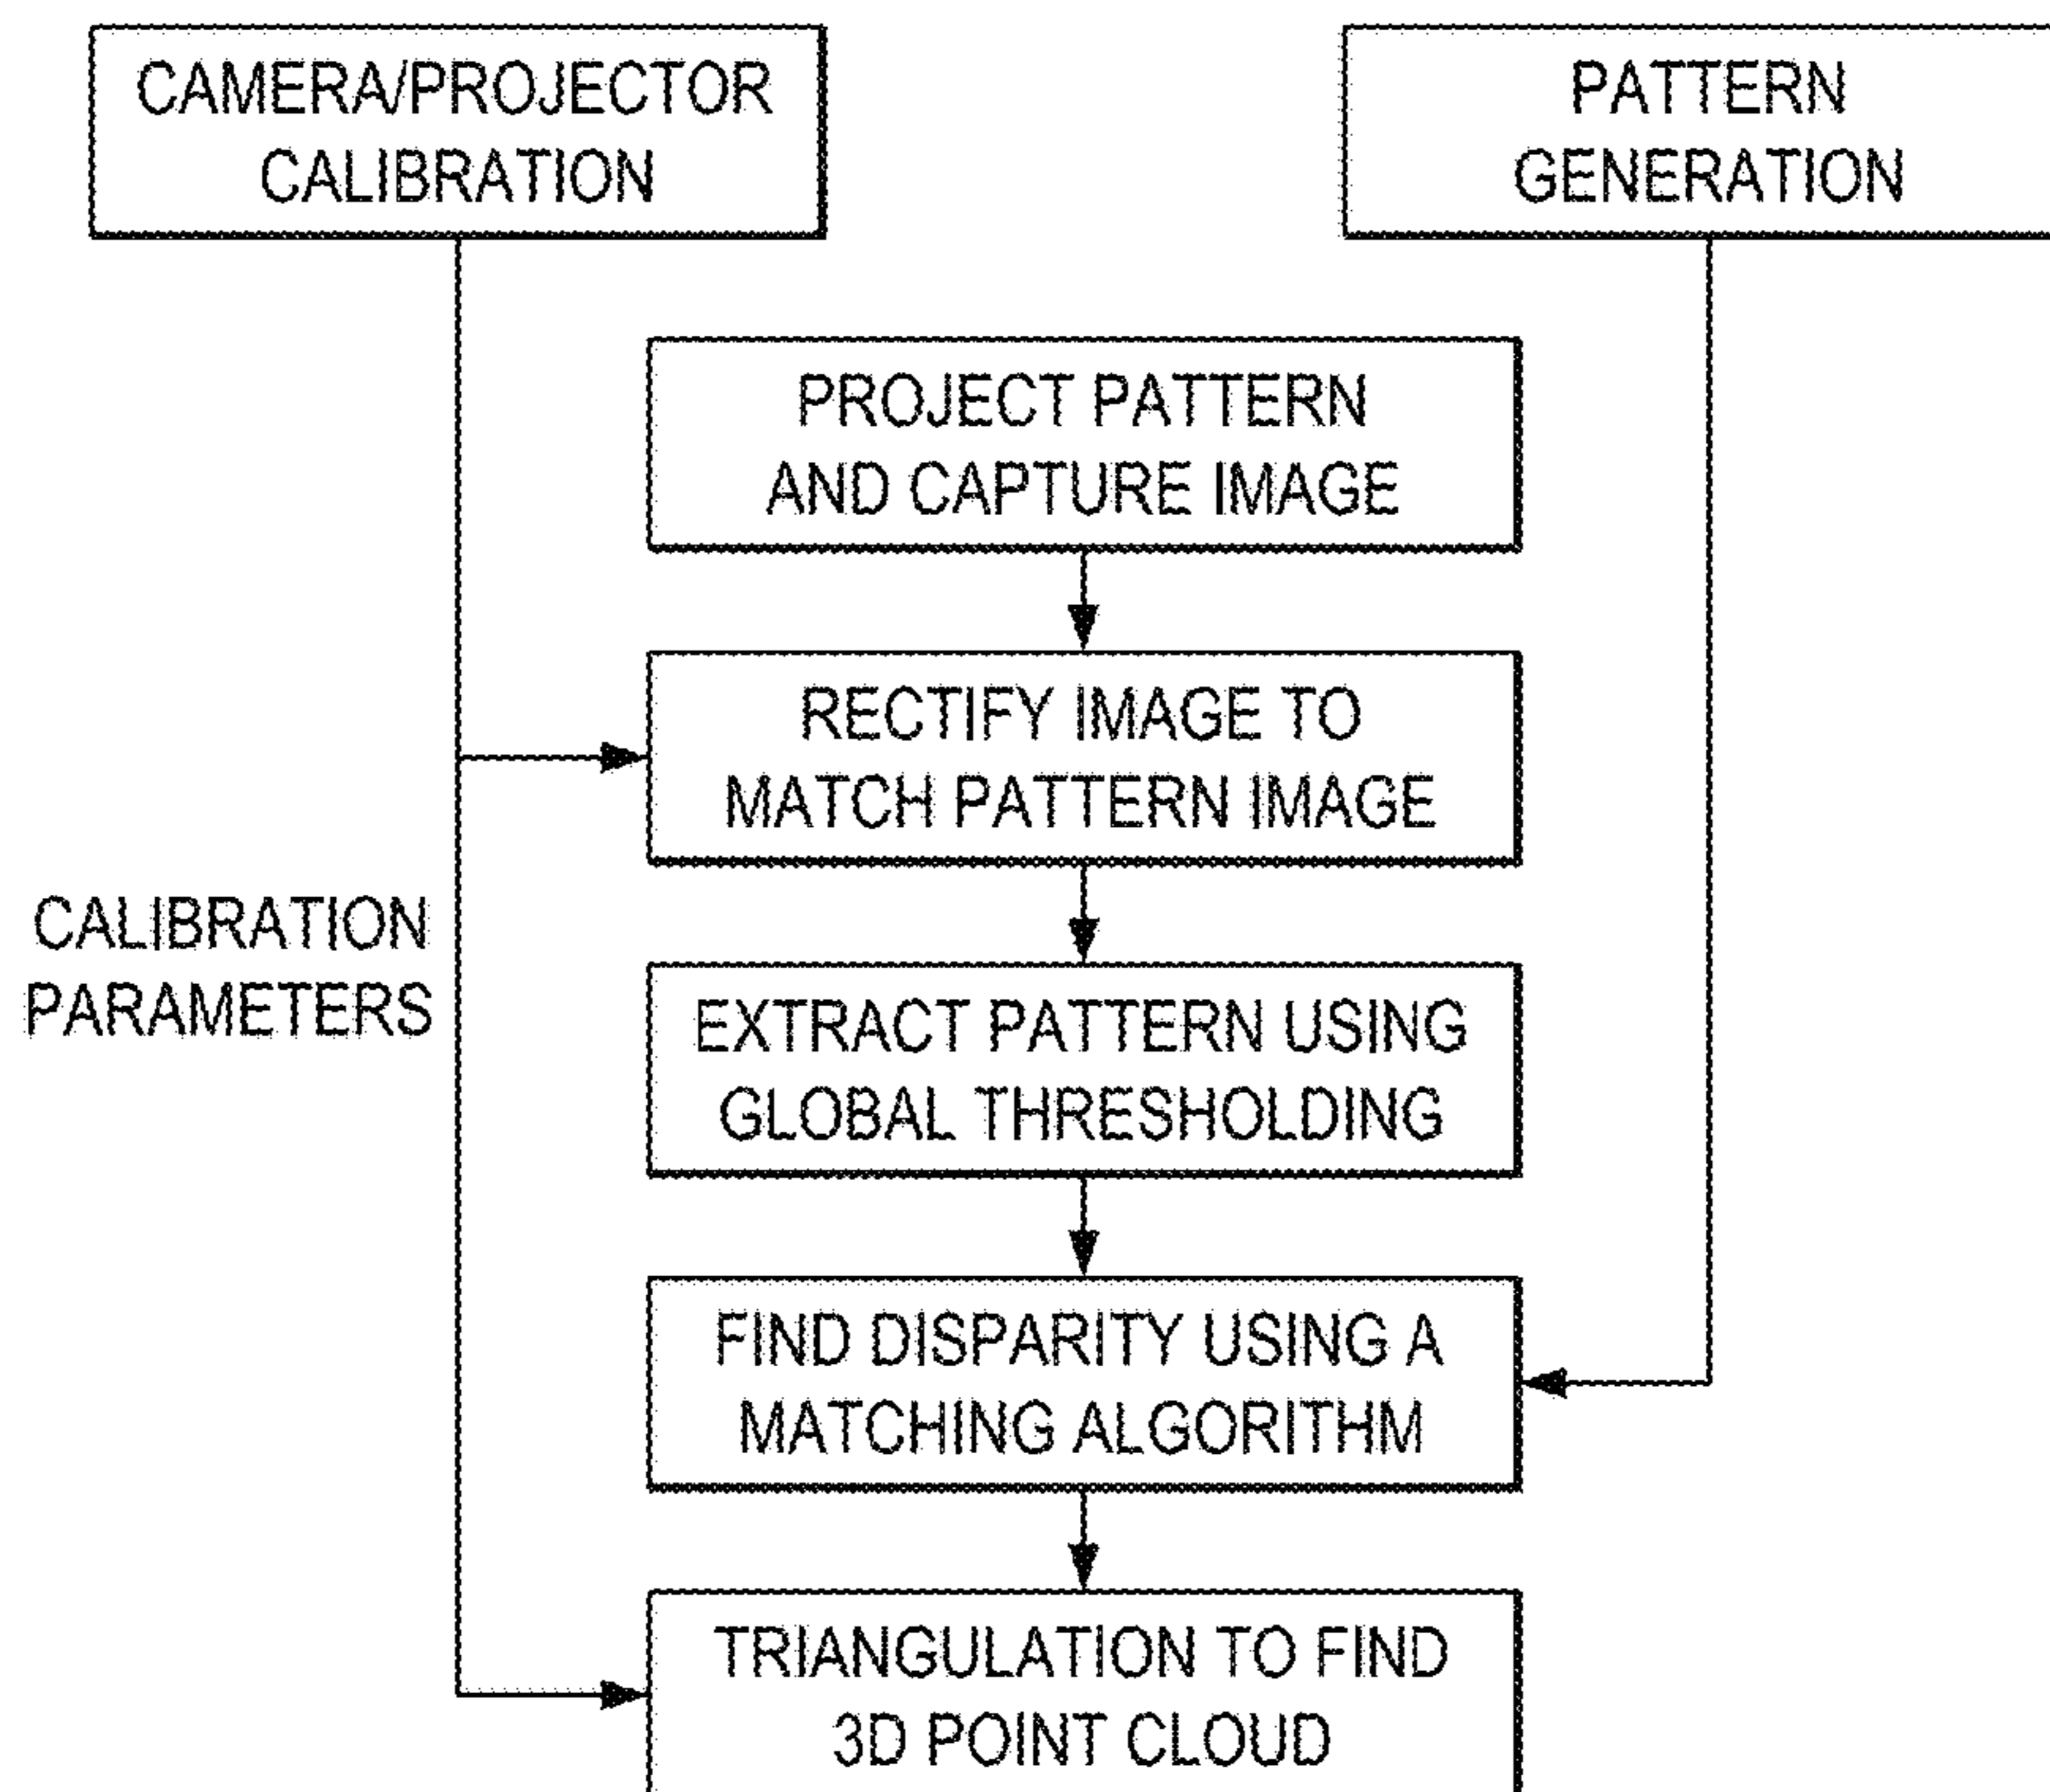 CAMERA/PROJECTOR
CALIBRATION
PATTERN
GENERATION
PROJECT PATTERN
AND CAPTURE IMAGE
RECTIFY IMAGE TO
MATCH PATTERN IMAGE
CALIBRATION
PARAMETERS
EXTRACT PATTERN USING
GLOBAL THRESHOLDING
FIND DISPARITY USING A
MATCHING ALGORITHM
TRIANGULATION TO FIND
3D POINT CLOUD